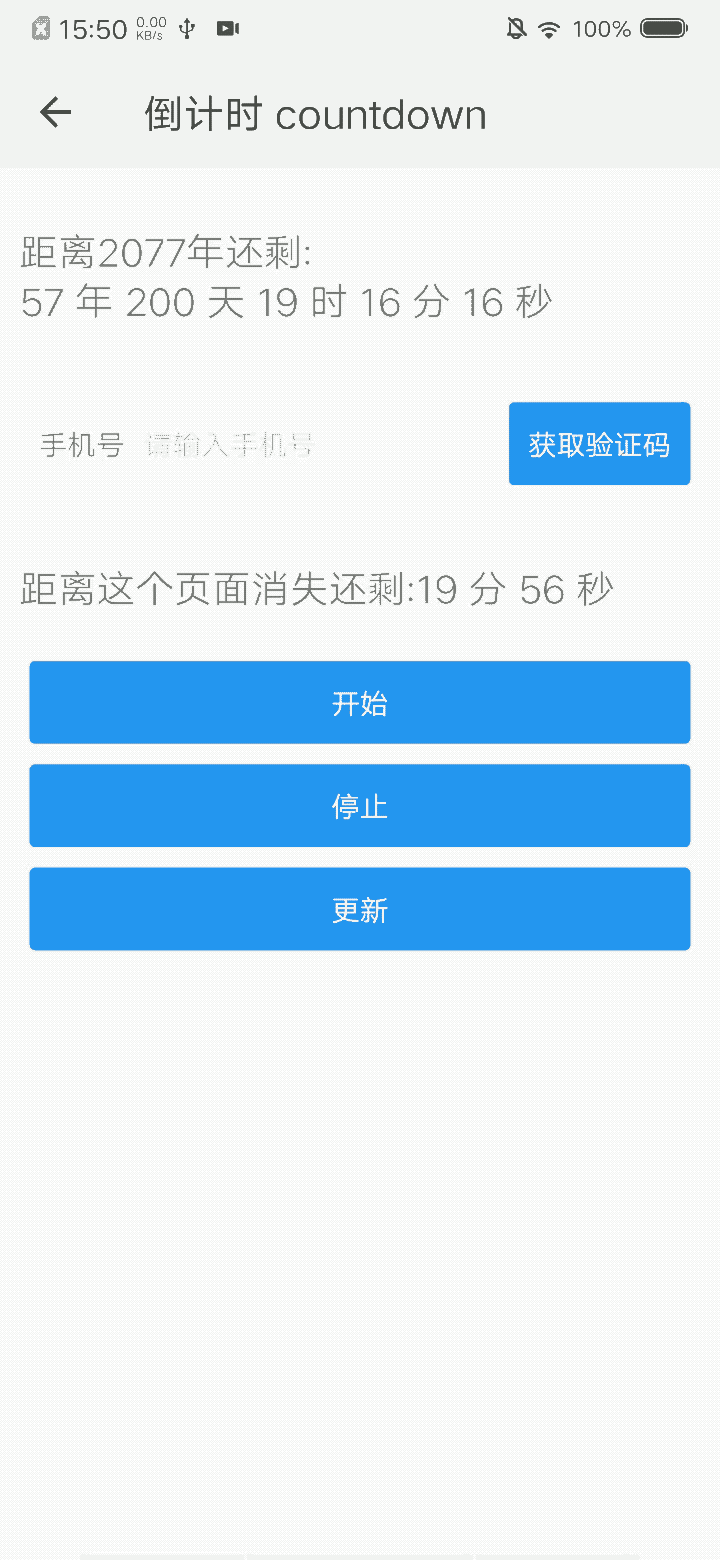 15:50 0.00 KB/s 100%
倒计时 countdown
距离2077年还剩:
57 年 200 天 19 时 16 分 16 秒
手机号 请输入手机号 获取验证码
距离这个页面消失还剩:19 分 56 秒
开始
停止
更新